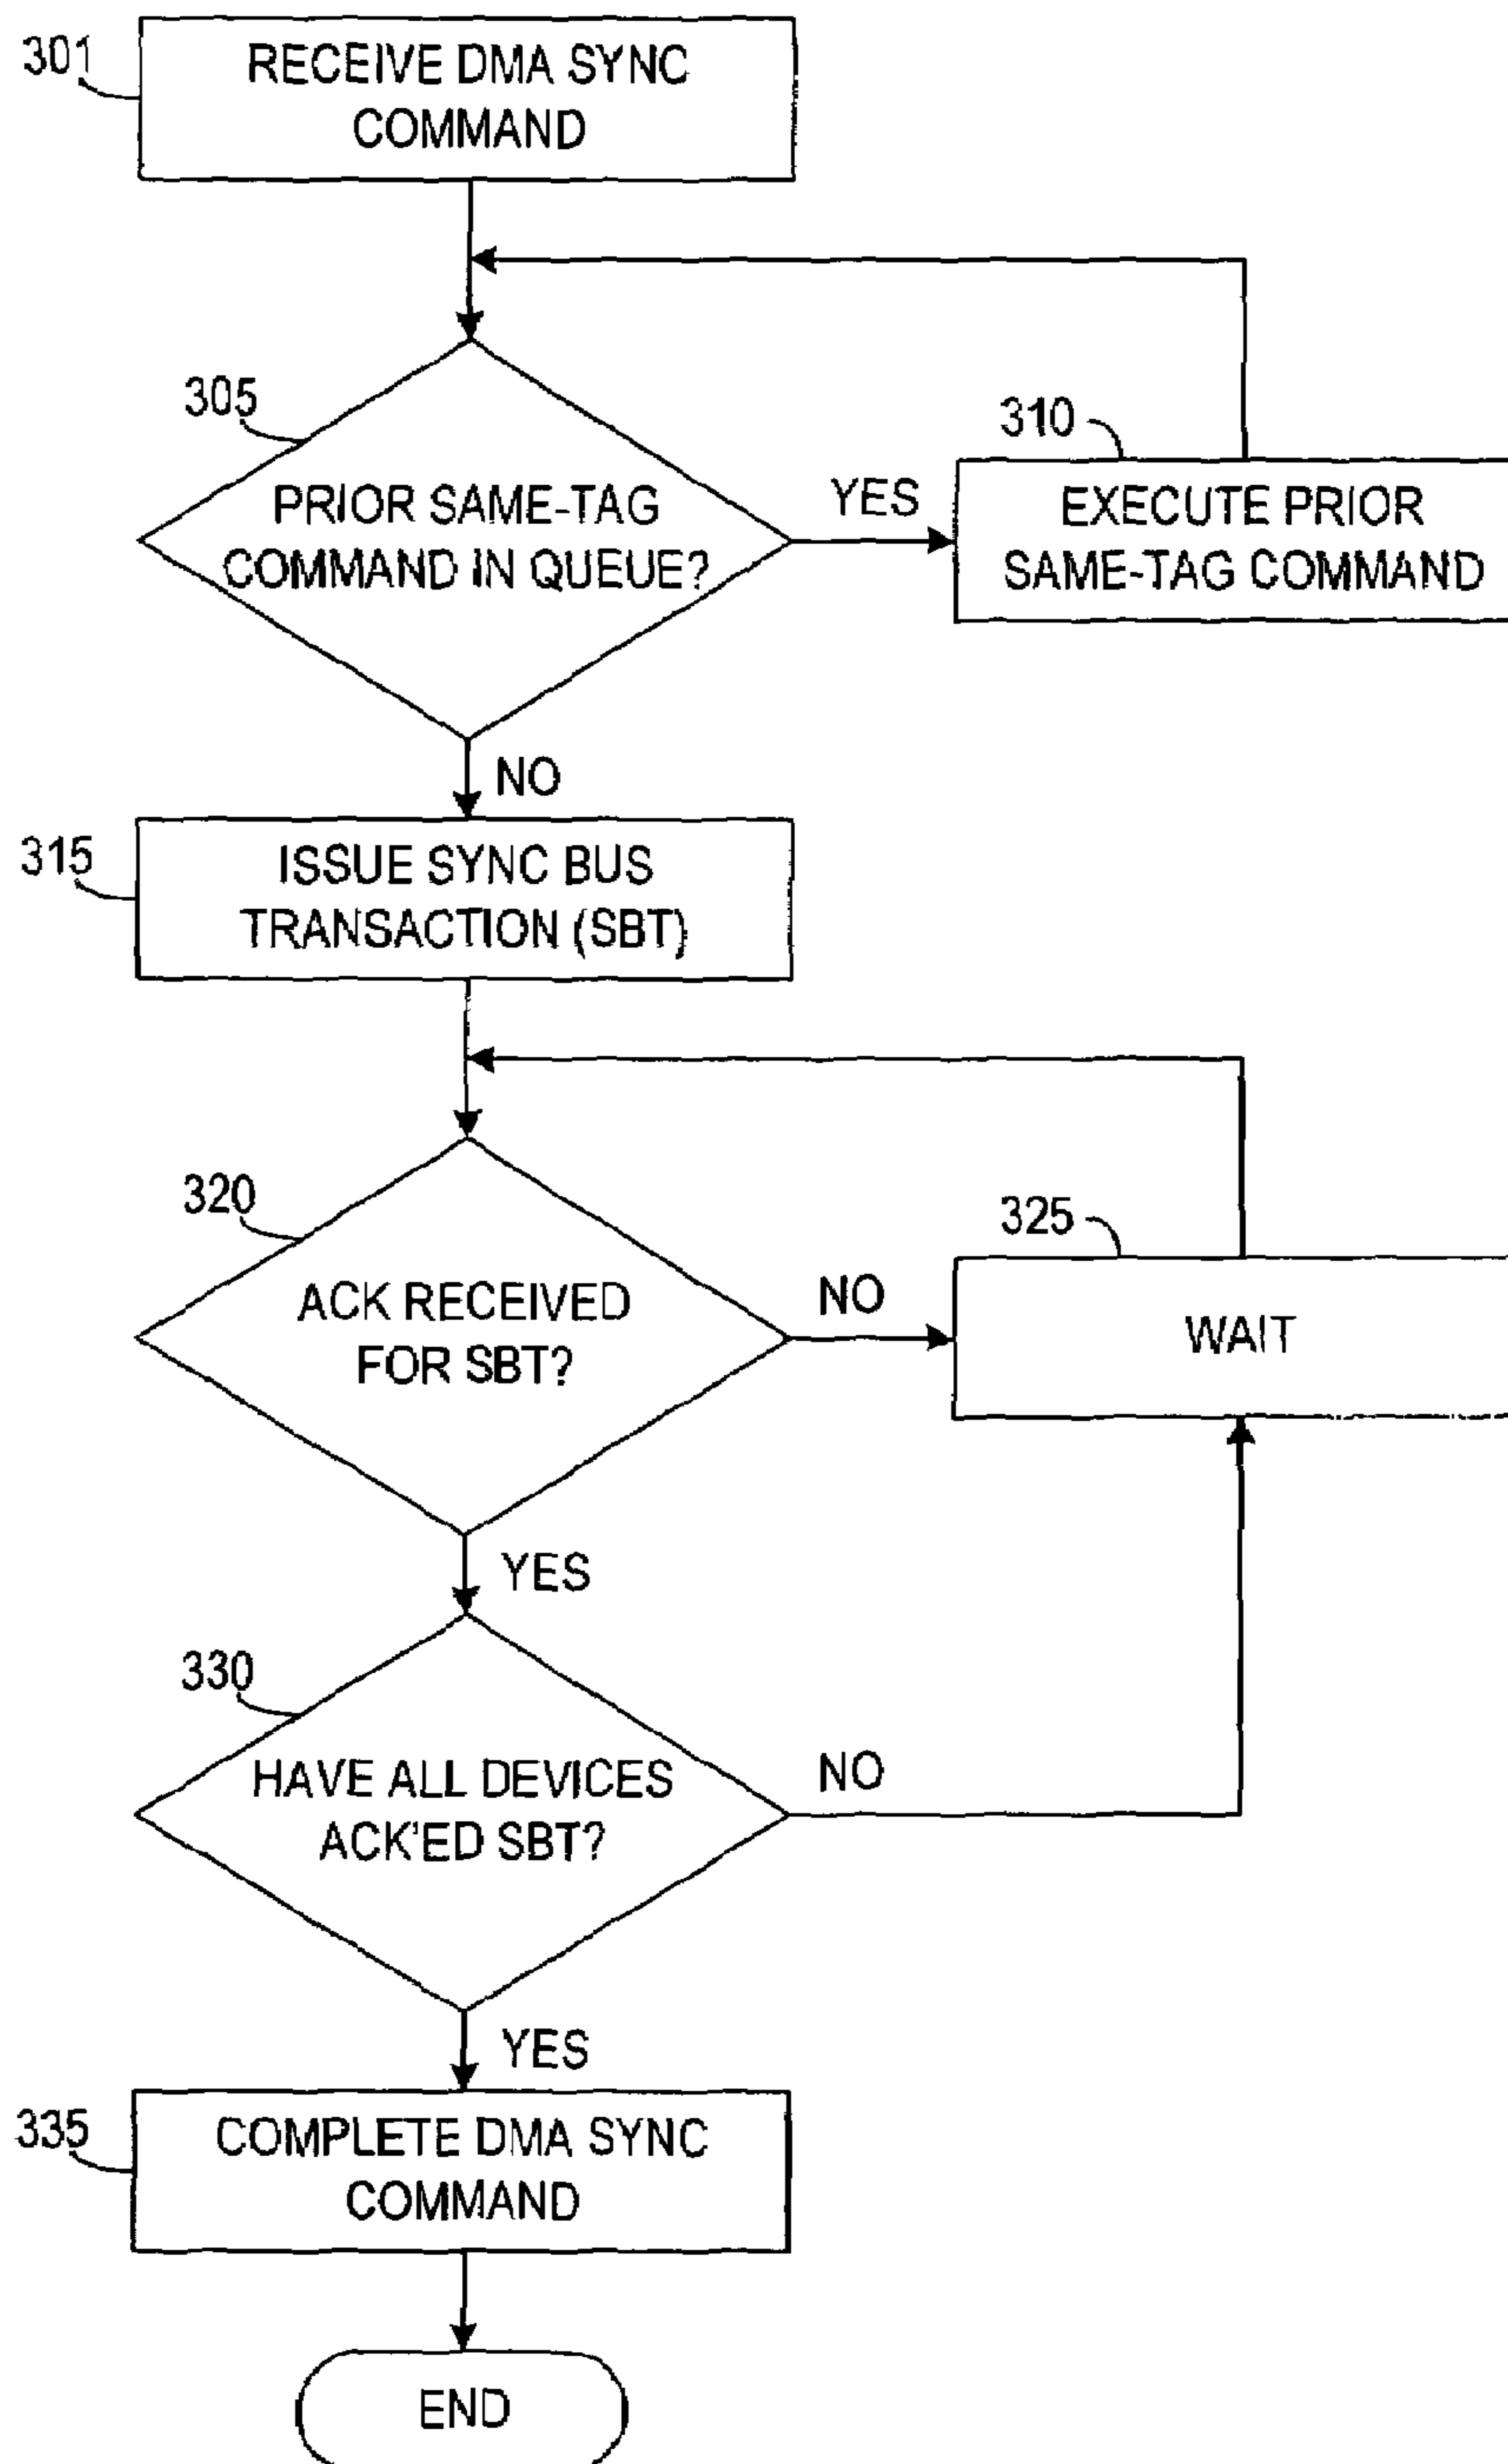 301
RECEIVE DMA SYNC
COMMAND
305
PRIOR SAME-TAG
COMMAND IN QUEUE?
YES
310
EXECUTE PRIOR
SAME-TAG COMMAND
NO
315
ISSUE SYNC BUS
TRANSACTION (SBT)
320
ACK RECEIVED
FOR SBT?
NO
325
WAIT
YES
330
HAVE ALL DEVICES
ACK'ED SBT?
NO
YES
335
COMPLETE DMA SYNC
COMMAND
END